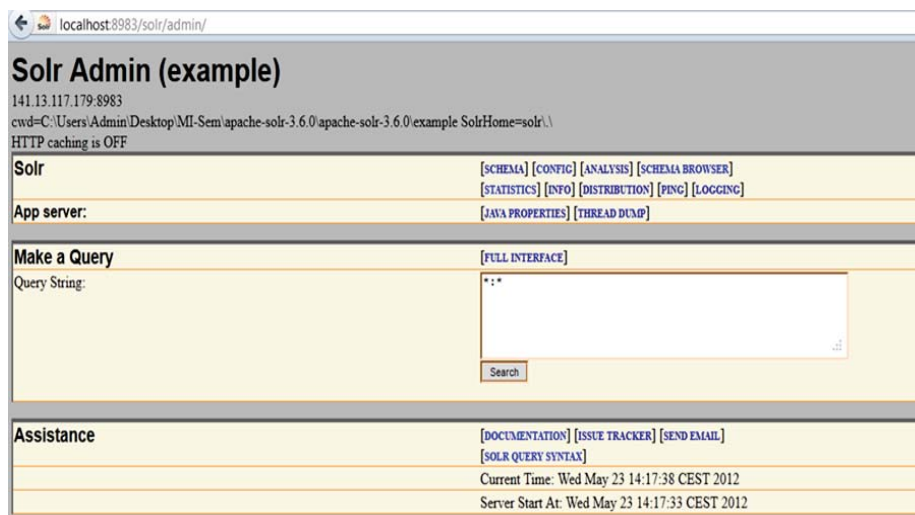 localhost:8983/solr/admin/
Solr Admin (example)
141.13.117.179:8983
cwd=C:\Users\Admin\Desktop\MI-Sem\apache-solr-3.6.0\apache-solr-3.6.0\example SolrHome=solr\.\
HTTP caching is OFF
Solr
[SCHEMA] [CONFIG] [ANALYSIS] [SCHEMA BROWSER]
[STATISTICS] [INFO] [DISTRIBUTION] [PING] [LOGGING]
App server:
[JAVA PROPERTIES] [THREAD DUMP]
Make a Query
[FULL INTERFACE]
Query String:
*:*
Search
Assistance
[DOCUMENTATION] [ISSUE TRACKER] [SEND EMAIL]
[SOLR QUERY SYNTAX]
Current Time: Wed May 23 14:17:38 CEST 2012
Server Start At: Wed May 23 14:17:33 CEST 2012